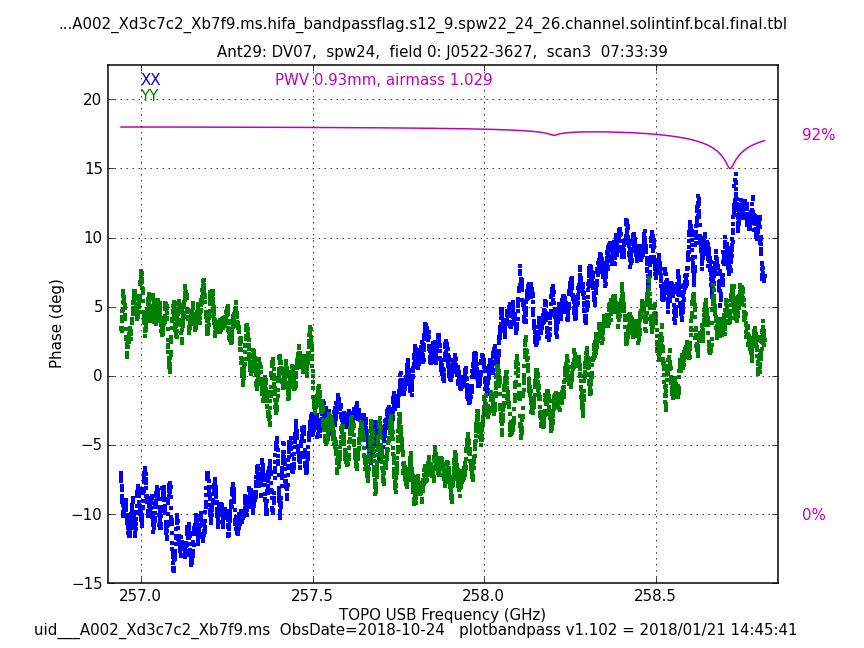 ...A002_Xd3c7c2_Xb7f9.ms.hifa_bandpassflag.s12_9.spw22_24_26.channel.solintinf.bcal.final.tbl
Ant29: DV07,  spw24,  field 0: J0522-3627,  scan3  07:33:39
XX
PWV 0.93mm, airmass 1.029
YY
20
92%
15
10
5
0
−5
−10
0%
−15
Phase (deg)
257.0
257.5
258.0
258.5
TOPO USB Frequency (GHz)
uid___A002_Xd3c7c2_Xb7f9.ms  ObsDate=2018-10-24   plotbandpass v1.102 = 2018/01/21 14:45:41